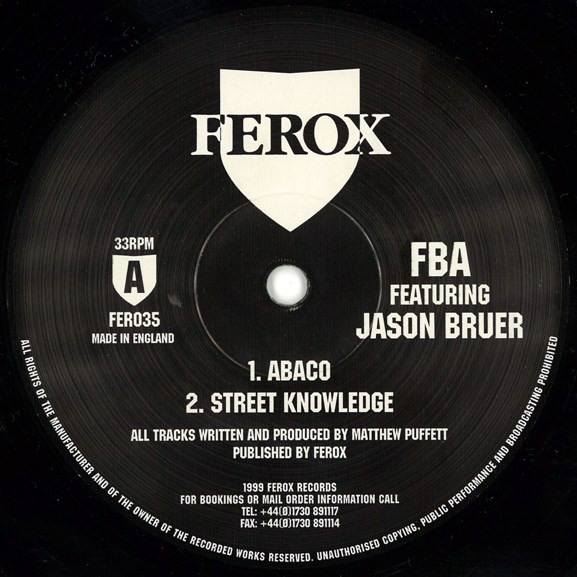 FEROX
33RPM
A
FER035
MADE IN ENGLAND
FBA
FEATURING
JASON BRUER
1. ABACO
2. STREET KNOWLEDGE
ALL TRACKS WRITTEN AND PRODUCED BY MATTHEW PUFFETT
PUBLISHED BY FEROX
1999 FEROX RECORDS
FOR BOOKINGS OR MAIL ORDER INFORMATION CALL
TEL: +44(0)1730 891117
FAX: +44(0)1730 891114
ALL RIGHTS OF THE MANUFACTURER AND OF THE OWNER OF THE RECORDED WORKS RESERVED. UNAUTHORISED COPYING, PUBLIC PERFORMANCE AND BROADCASTING PROHIBITED